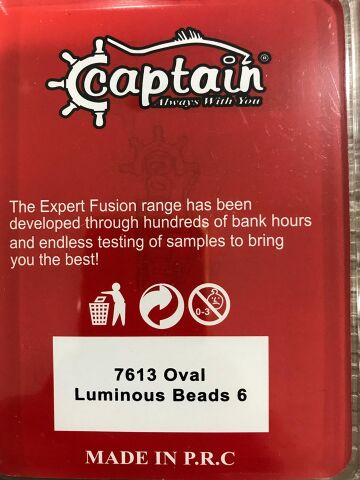 captain®
Always With You
The Expert Fusion range has been
developed through hundreds of bank hours
and endless testing of samples to bring
you the best!
0-3
7613 Oval
Luminous Beads 6
MADE IN P.R.C